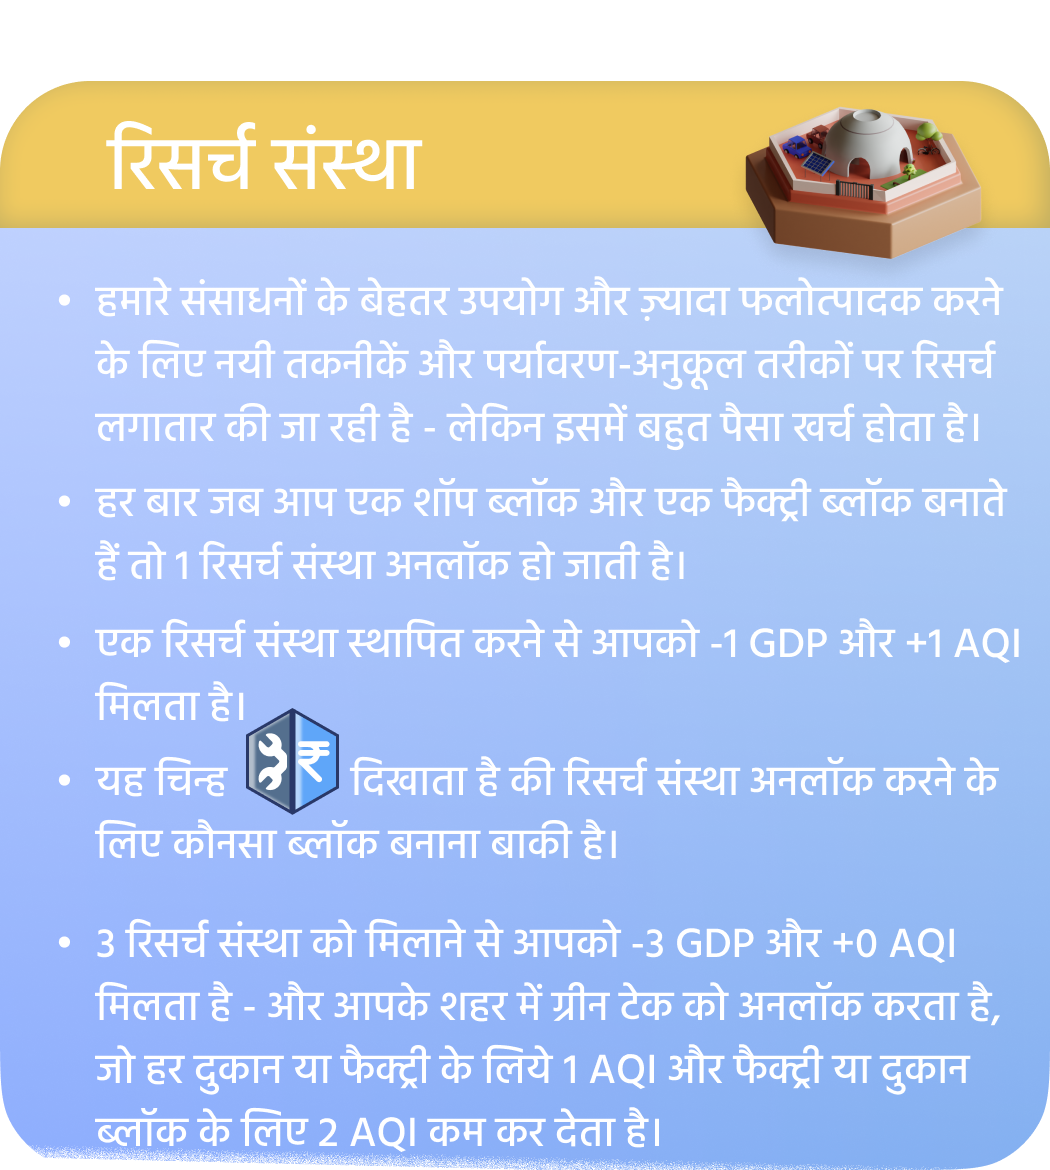 रिसर्च संस्था
• हमारे संसाधनों के बेहतर उपयोग और ज़्यादा फलोत्पादक करने
के लिए नयी तकनीकें और पर्यावरण-अनुकूल तरीकों पर रिसर्च
लगातार की जा रही है - लेकिन इसमें बहुत पैसा खर्च होता है।
• हर बार जब आप एक शॉप ब्लॉक और एक फैक्ट्री ब्लॉक बनाते
हैं तो 1 रिसर्च संस्था अनलॉक हो जाती है।
• एक रिसर्च संस्था स्थापित करने से आपको -1 GDP और +1 AQI
मिलता है।
• यह चिन्ह ₹ दिखाता है की रिसर्च संस्था अनलॉक करने के
लिए कौनसा ब्लॉक बनाना बाकी है।
• 3 रिसर्च संस्था को मिलाने से आपको -3 GDP और +0 AQI
मिलता है - और आपके शहर में ग्रीन टेक को अनलॉक करता है,
जो हर दुकान या फैक्ट्री के लिये 1 AQI और फैक्ट्री या दुकान
ब्लॉक के लिए 2 AQI कम कर देता है।